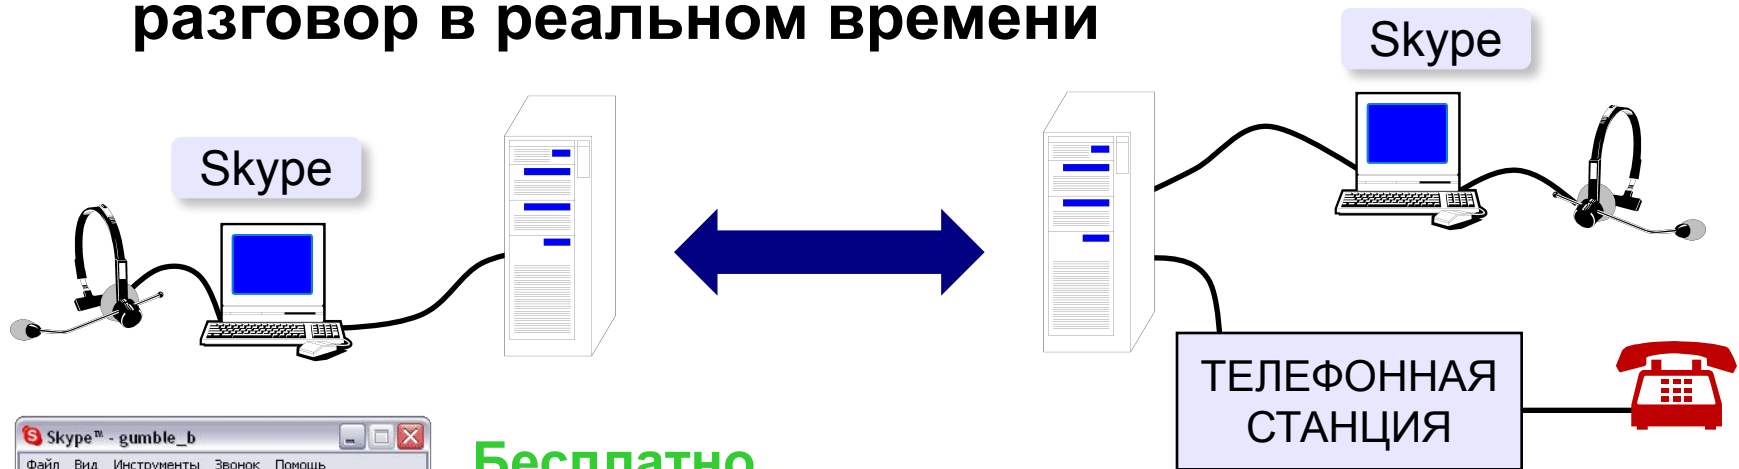 разговор в реальном времени
Skype
Skype
ТЕЛЕФОННАЯ
СТАНЦИЯ
Skype™ - gumble_b
Файл Вид Инструменты Звонок Помощь
Бесплатно